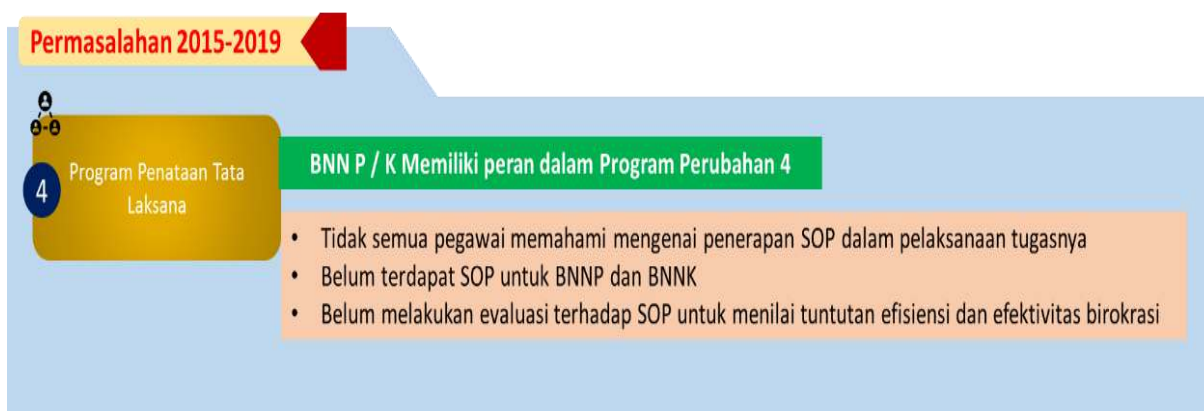 Permasalahan 2015-2019
4
Program Penataan Tata
Laksana
BNN P / K Memiliki peran dalam Program Perubahan 4
• Tidak semua pegawai memahami mengenai penerapan SOP dalam pelaksanaan tugasnya
• Belum terdapat SOP untuk BNNP dan BNNK
• Belum melakukan evaluasi terhadap SOP untuk menilai tuntutan efisiensi dan efektivitas birokrasi